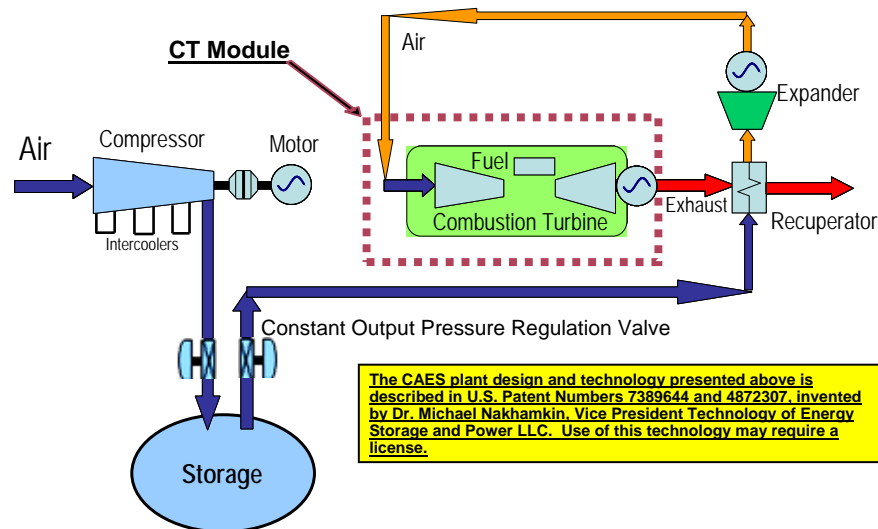 CT Module
Air
Expander
Compressor
Motor
Air
Fuel
Combustion Turbine
Exhaust
Recuperator
Intercoolers
Constant Output Pressure Regulation Valve
The CAES plant design and technology presented above is
described in U.S. Patent Numbers 7389644 and 4872307, invented
by Dr. Michael Nakhamkin, Vice President Technology of Energy
Storage and Power LLC. Use of this technology may require a
license.
Storage